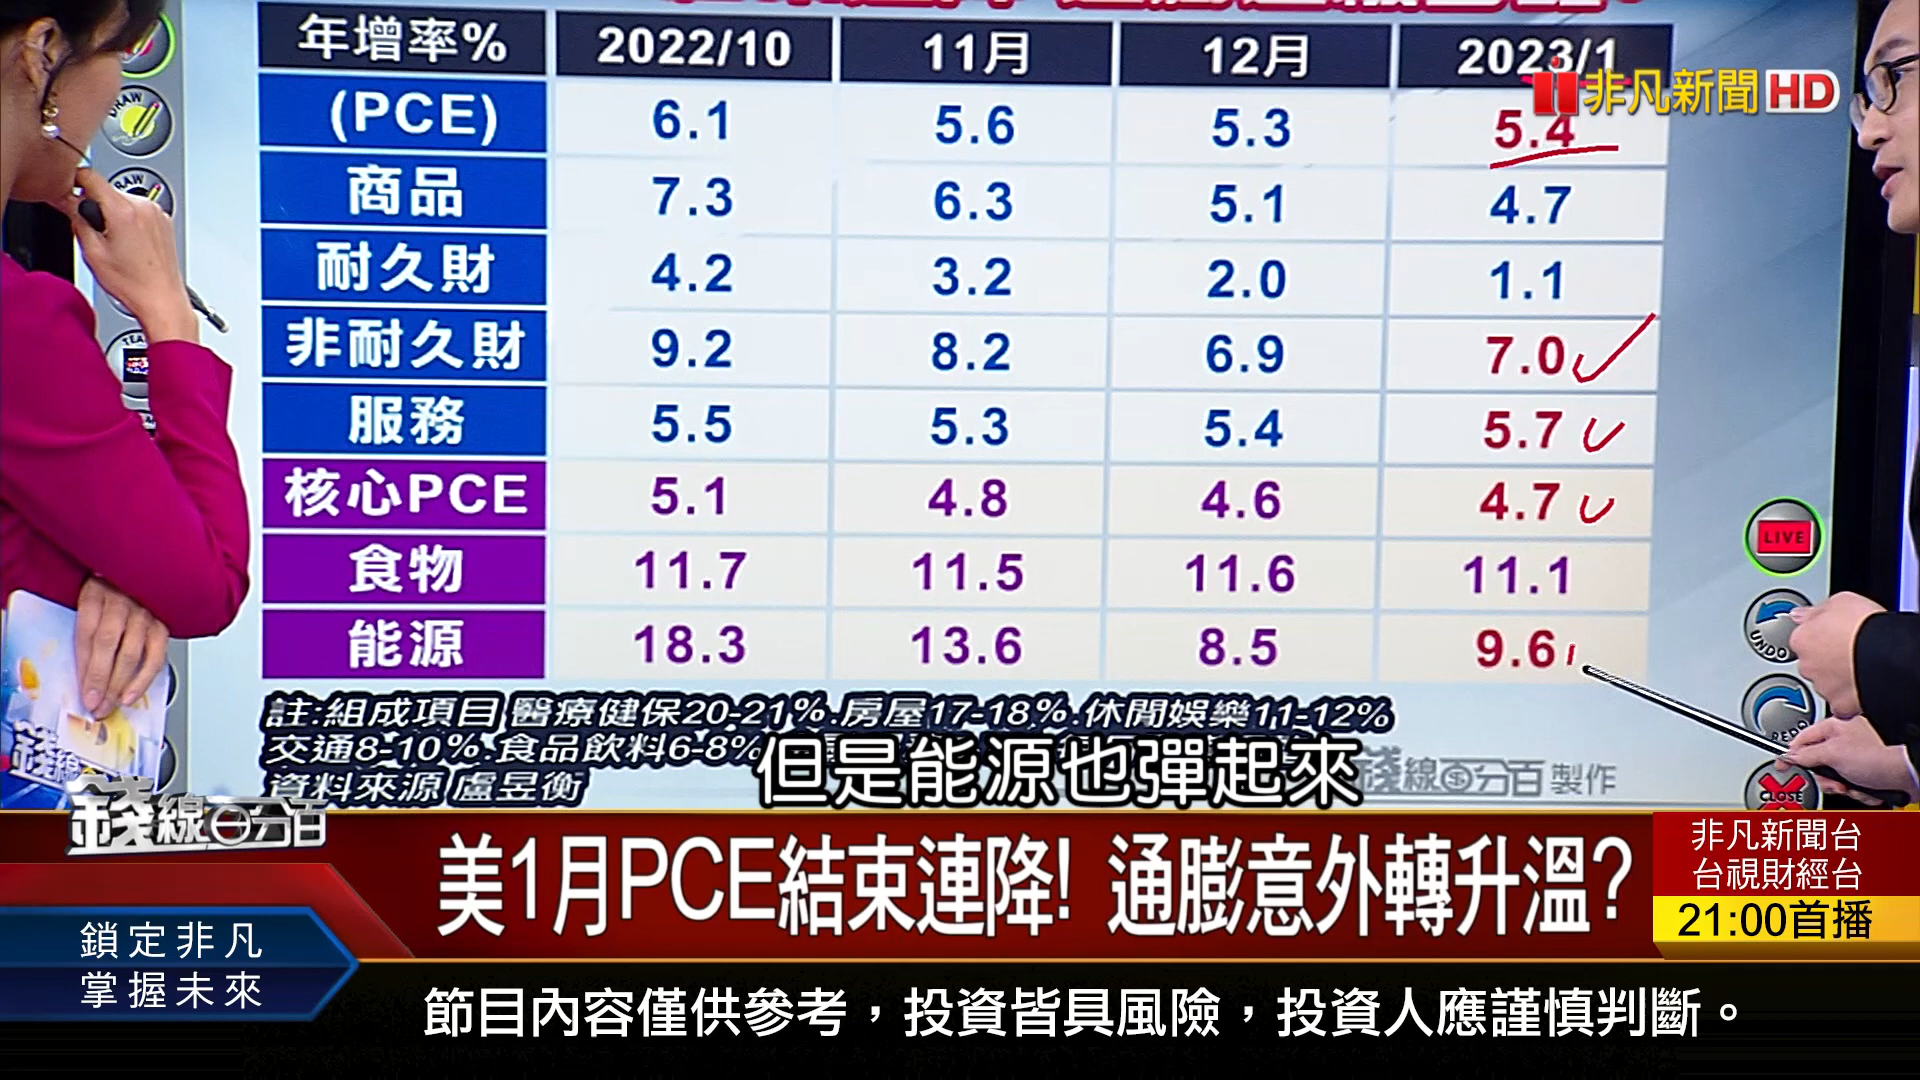 年增率% 2022/10 11月 12月 2023/1
非凡新聞HD
(PCE) 6.1 5.6 5.3 5.4
商品 7.3 6.3 5.1 4.7
耐久財 4.2 3.2 2.0 1.1
非耐久財 9.2 8.2 6.9 7.0
服務 5.5 5.3 5.4 5.7
核心PCE 5.1 4.8 4.6 4.7
食物 11.7 11.5 11.6 11.1
能源 18.3 13.6 8.5 9.6
DRAW
DRAW
LIVE
UNDO
REDO
CLOSE
註:組成項目 醫療健保20-21%.房屋17-18%.休閒娛樂11-12%
交通8-10%.食品飲料6-8%
資料來源 盧昱衡
錢線百分百 製作
但是能源也彈起來
錢線百分百
美1月PCE結束連降! 通膨意外轉升溫?
非凡新聞台
台視財經台
21:00首播
鎖定非凡
掌握未來
節目內容僅供參考，投資皆具風險，投資人應謹慎判斷。